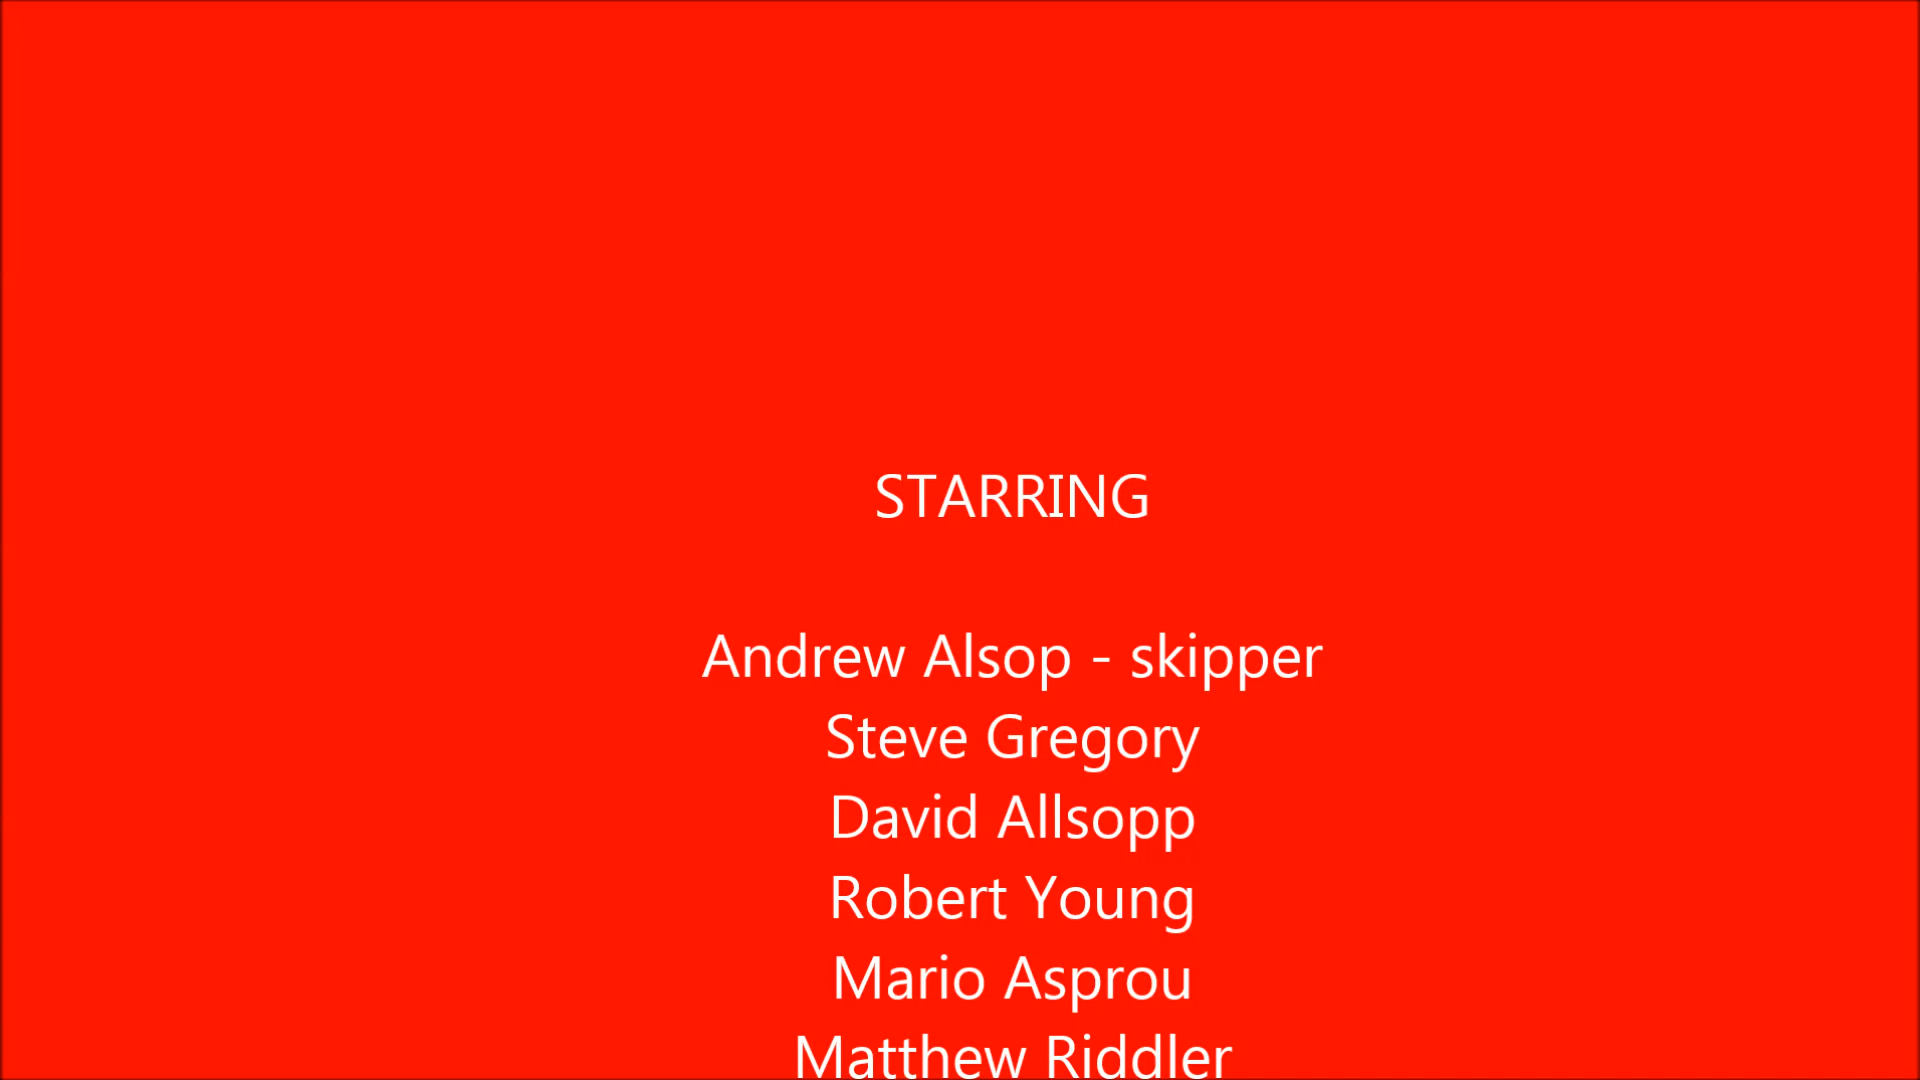 STARRING
Andrew Alsop - skipper
Steve Gregory
David Allsopp
Robert Young
Mario Asprou
Matthew Riddler